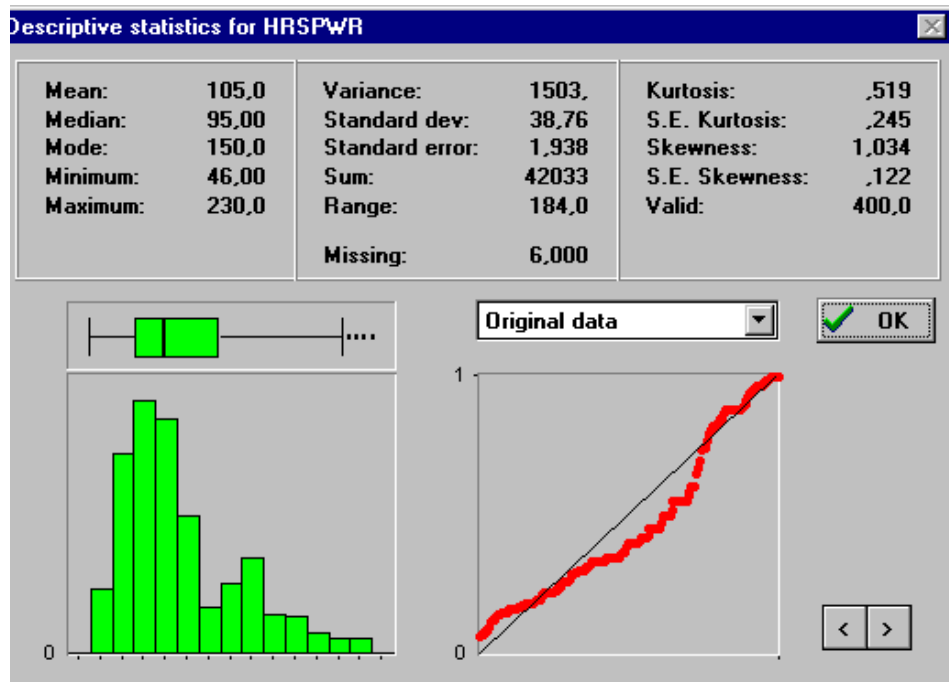 Descriptive statistics for HRSPWR
Mean: 105,0
Median: 95,00
Mode: 150,0
Minimum: 46,00
Maximum: 230,0
Variance: 1503,
Standard dev: 38,76
Standard error: 1,938
Sum: 42033
Range: 184,0
Missing: 6,000
Kurtosis: ,519
S.E. Kurtosis: ,245
Skewness: 1,034
S.E. Skewness: ,122
Valid: 400,0
Original data
OK
0
1
0
< >